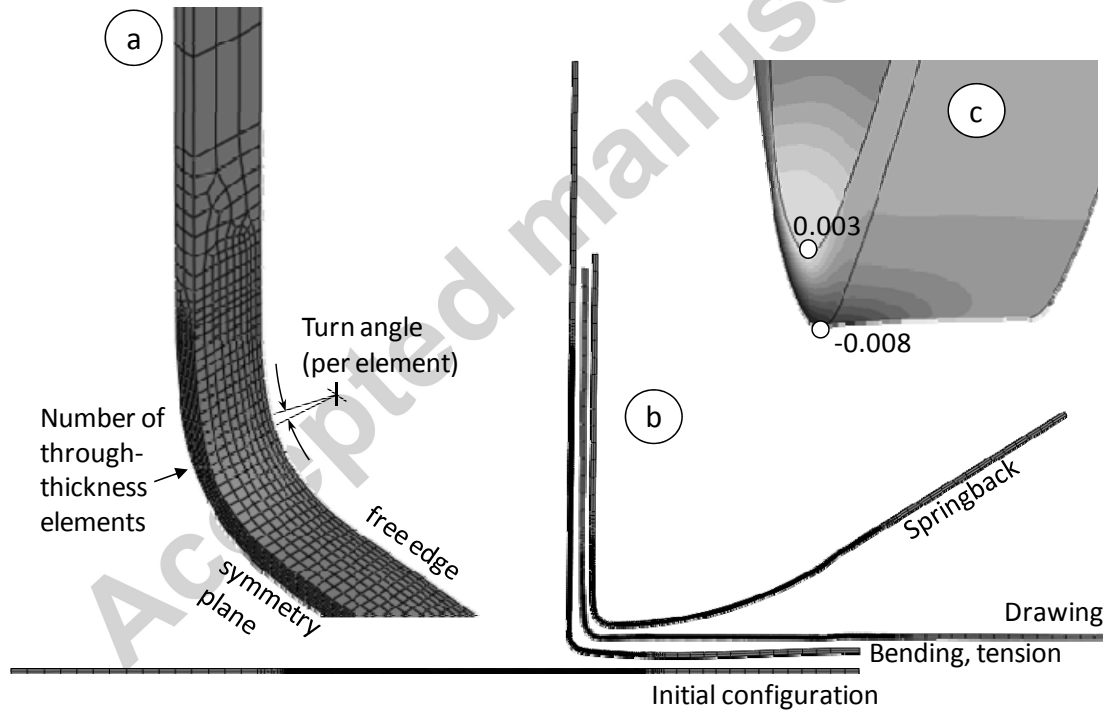 a
Turn angle
(per element)
Number of
through-
thickness
elements
free edge
symmetry
plane
b
Springback
Drawing
Bending, tension
Initial configuration
c
0.003
-0.008
Accepted manus